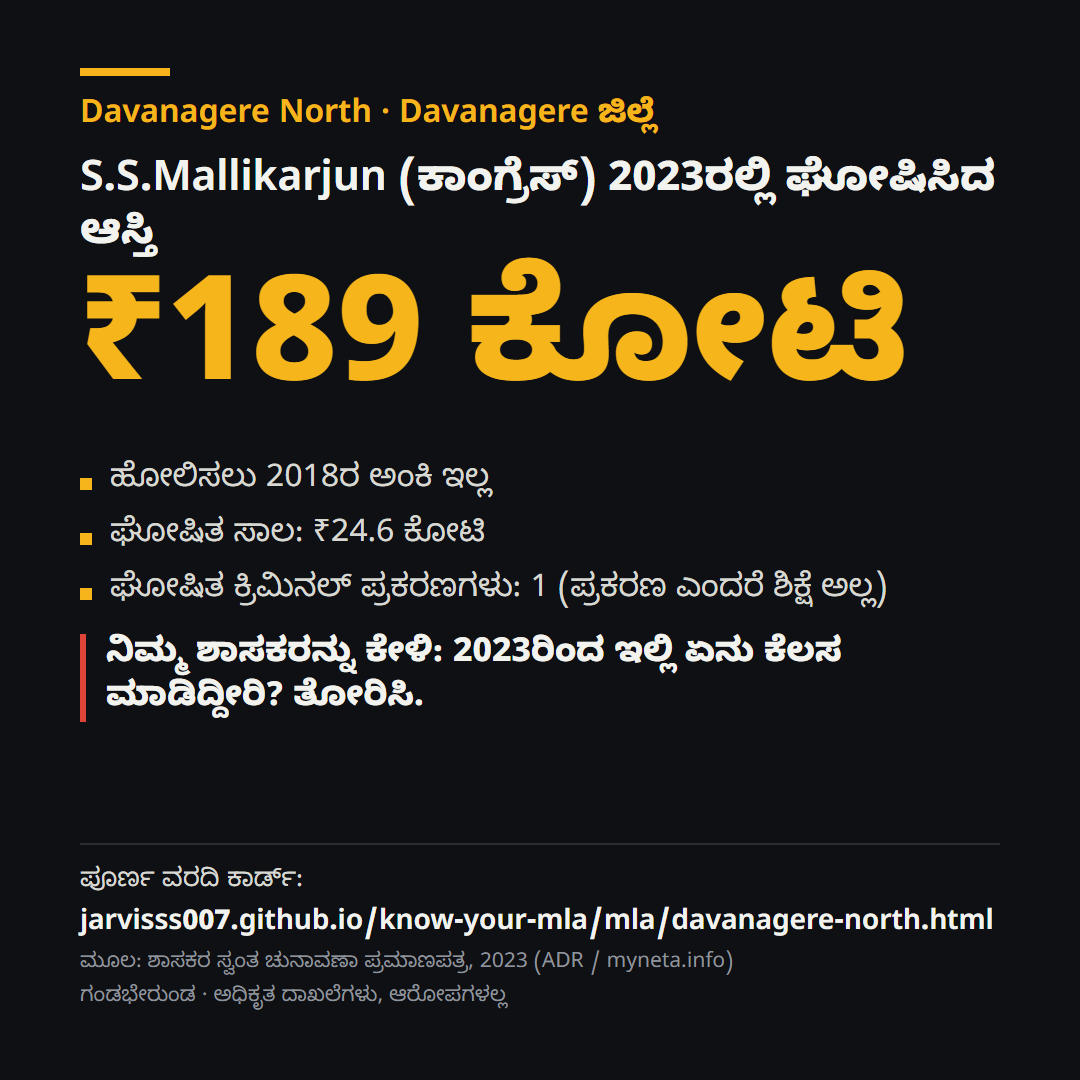 Davanagere North · Davanagere ಜಿಲ್ಲೆ
S.S.Mallikarjun (ಕಾಂಗ್ರೆಸ್) 2023ರಲ್ಲಿ ಘೋಷಿಸಿದ
ಆಸ್ತಿ
₹189 ಕೋಟಿ
ಹೋಲಿಸಲು 2018ರ ಅಂಕಿ ಇಲ್ಲ
ಘೋಷಿತ ಸಾಲ: ₹24.6 ಕೋಟಿ
ಘೋಷಿತ ಕ್ರಿಮಿನಲ್ ಪ್ರಕರಣಗಳು: 1 (ಪ್ರಕರಣ ಎಂದರೆ ಶಿಕ್ಷೆ ಅಲ್ಲ)
ನಿಮ್ಮ ಶಾಸಕರನ್ನು ಕೇಳಿ: 2023ರಿಂದ ಇಲ್ಲಿ ಏನು ಕೆಲಸ
ಮಾಡಿದ್ದೀರಿ? ತೋರಿಸಿ.
ಪೂರ್ಣ ವರದಿ ಕಾರ್ಡ್:
jarvisss007.github.io/know-your-mla/mla/davanagere-north.html
ಮೂಲ: ಶಾಸಕರ ಸ್ವಂತ ಚುನಾವಣಾ ಪ್ರಮಾಣಪತ್ರ, 2023 (ADR / myneta.info)
ಗಂಡಭೇರುಂಡ · ಅಧಿಕೃತ ದಾಖಲೆಗಳು, ಆರೋಪಗಳಲ್ಲ